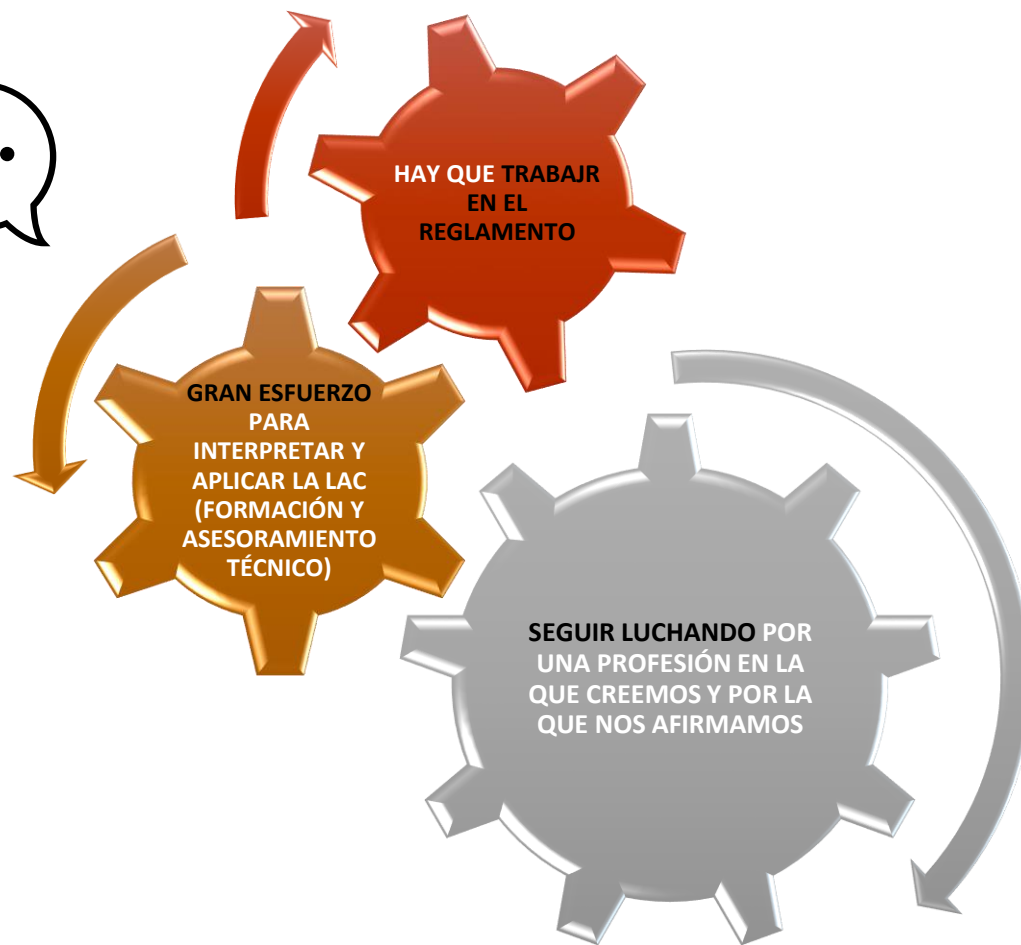 HAY QUE TRABAJR
EN EL
REGLAMENTO
GRAN ESFUERZO
PARA
INTERPRETAR Y
APLICAR LA LAC
(FORMACIÓN Y
ASESORAMIENTO
TÉCNICO)
SEGUIR LUCHANDO POR
UNA PROFESIÓN EN LA
QUE CREEMOS Y POR LA
QUE NOS AFIRMAMOS